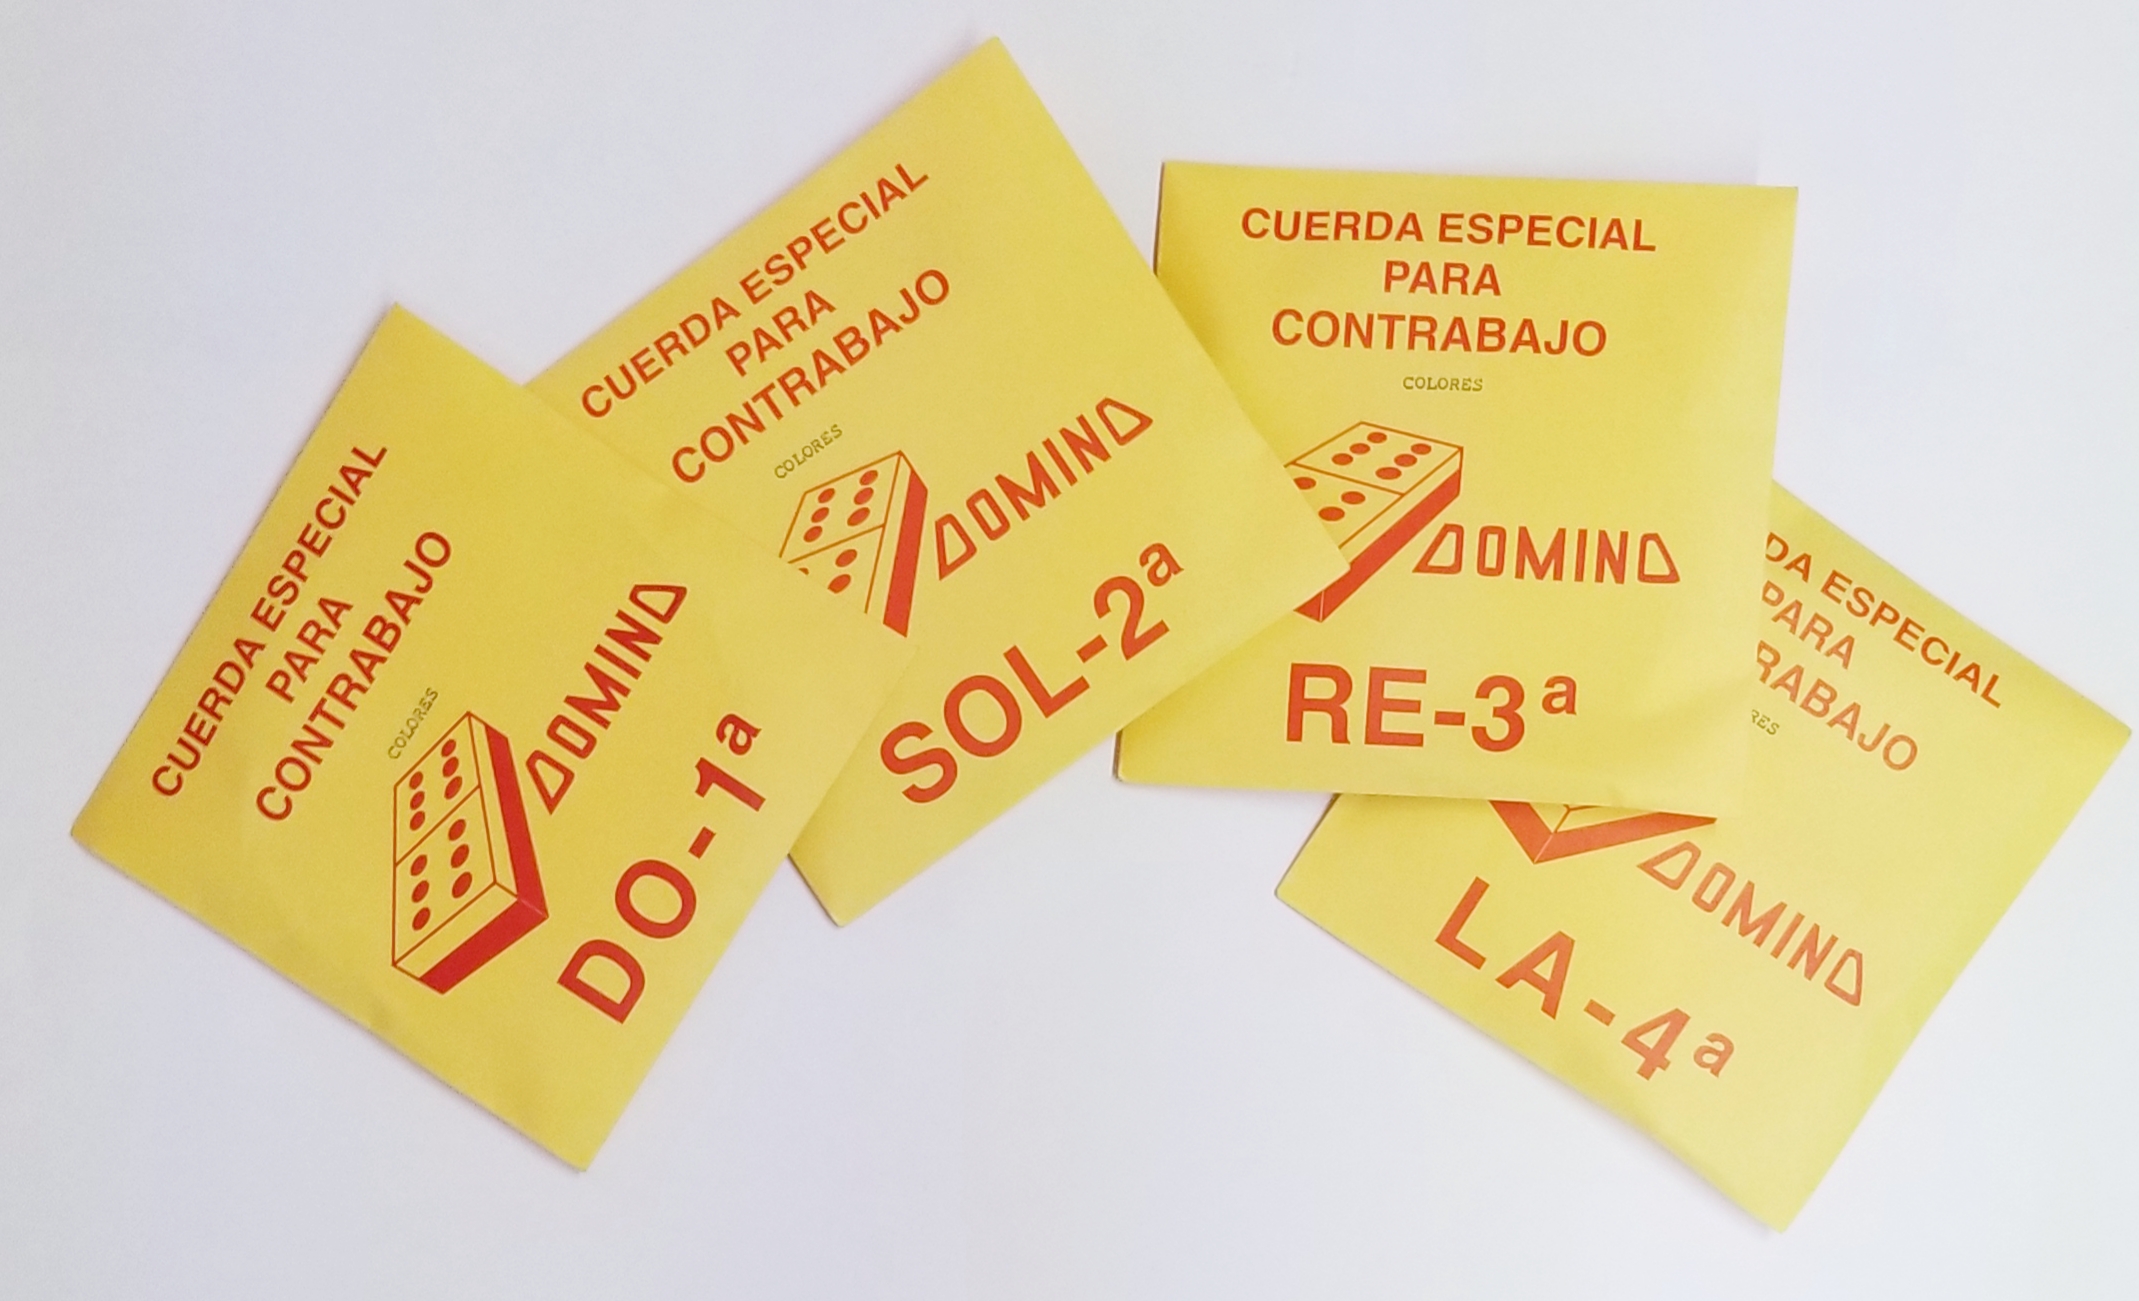 CUERDA ESPECIAL
PARA
CONTRABAJO
COLORES
DOMINO
DO-1ª
CUERDA ESPECIAL
PARA
CONTRABAJO
COLORES
DOMINO
SOL-2ª
CUERDA ESPECIAL
PARA
CONTRABAJO
COLORES
DOMINO
RE-3ª
DA ESPECIAL
PARA
RABAJO
RES
DOMINO
LA-4ª